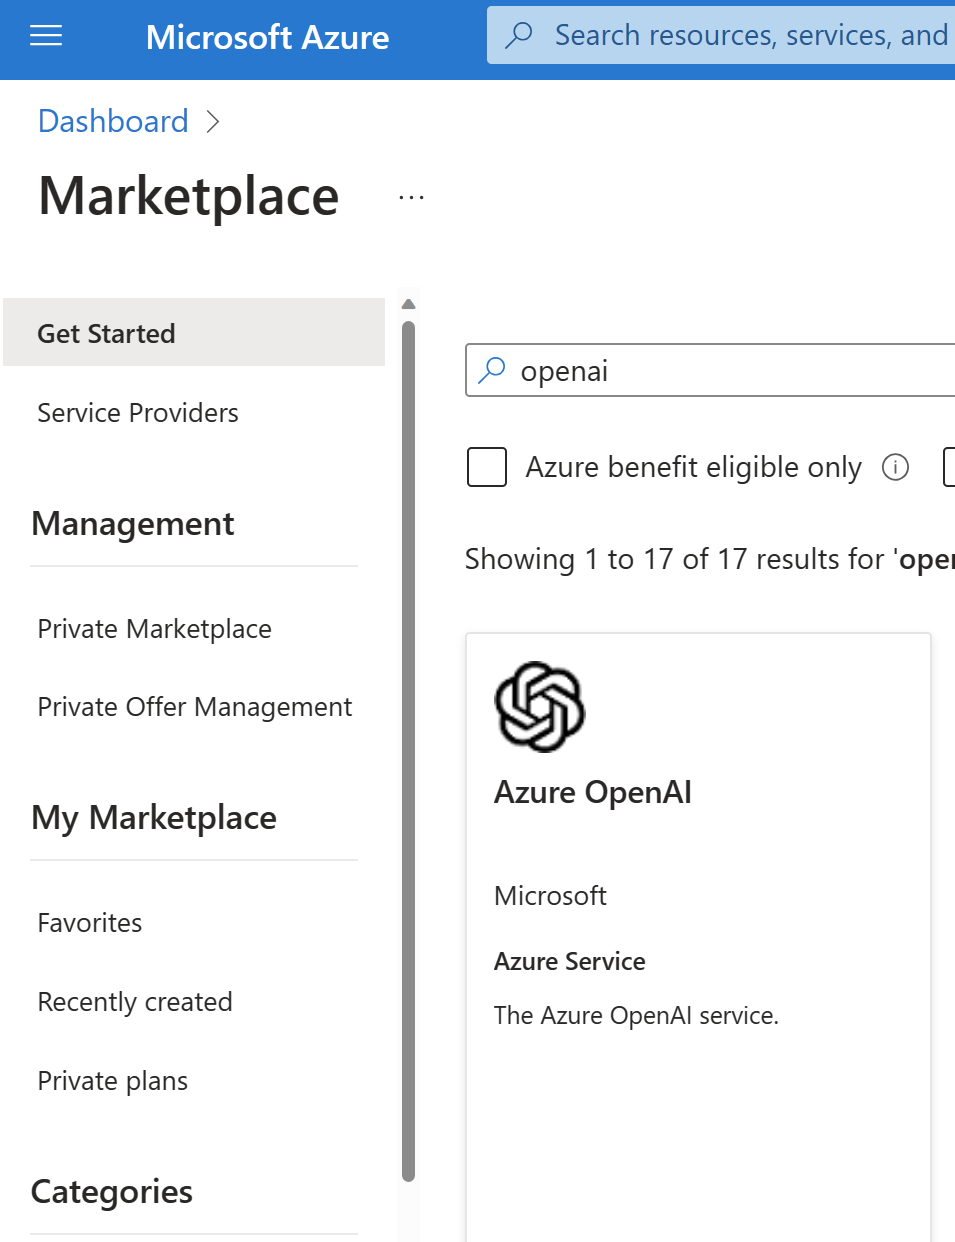 Microsoft Azure
Search resources, services, and
Dashboard
Marketplace
...
Get Started
Service Providers
Management
Private Marketplace
Private Offer Management
My Marketplace
Favorites
Recently created
Private plans
Categories
openai
Azure benefit eligible only
Showing 1 to 17 of 17 results for 'oper
Azure OpenAI
Microsoft
Azure Service
The Azure OpenAI service.